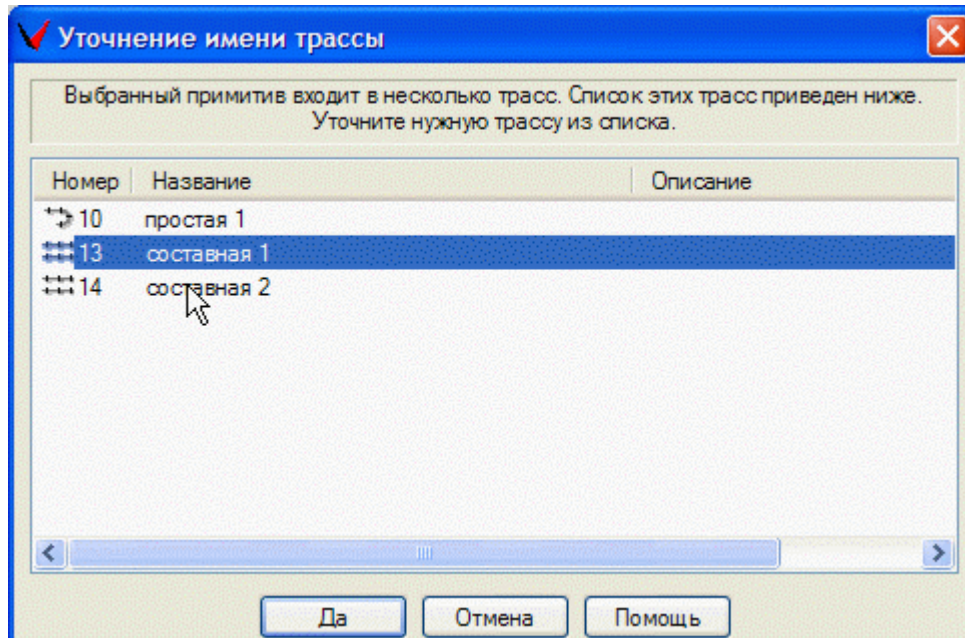 Уточнение имени трассы
Выбранный примитив входит в несколько трасс. Список этих трасс приведен ниже.
Уточните нужную трассу из списка.
Номер Название Описание
10 простая 1
13 составная 1
14 составная 2
Да Отмена Помощь